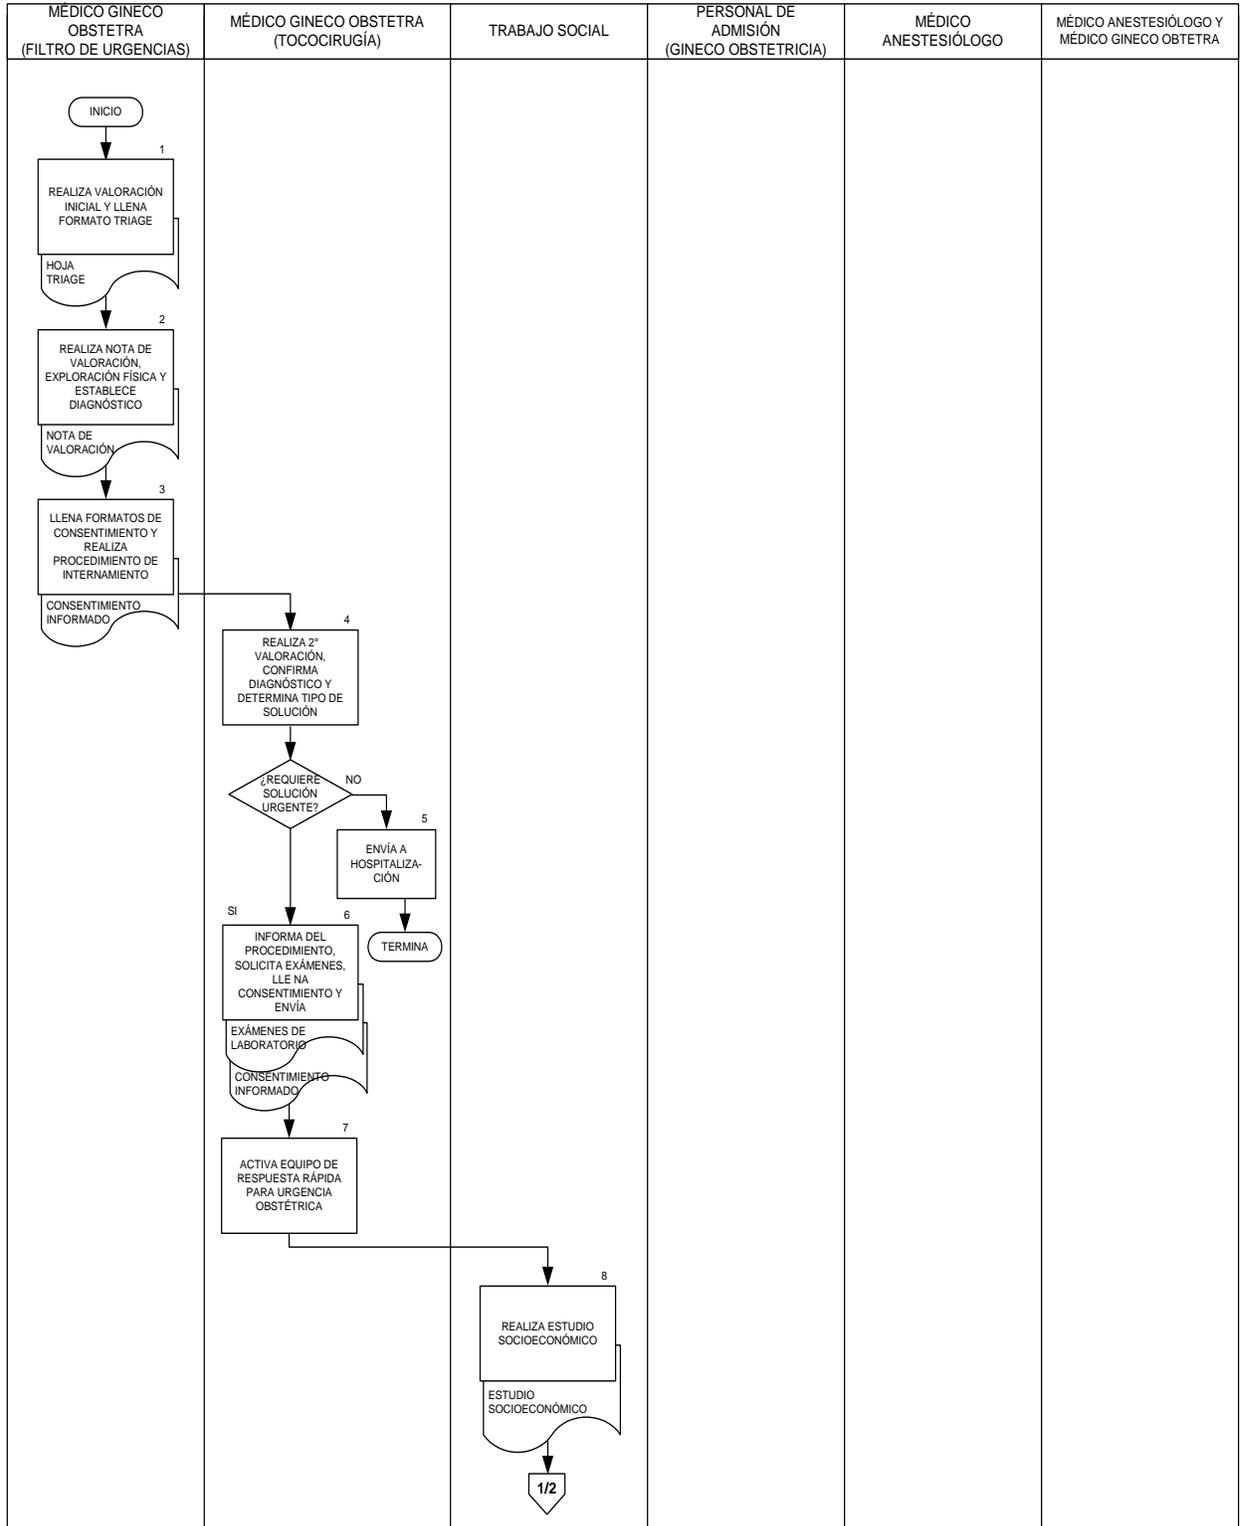 MÉDICO GINECO
OBSTETRA
(FILTRO DE URGENCIAS)
MÉDICO GINECO OBSTETRA
(TOCOCIRUGÍA)
TRABAJO SOCIAL
PERSONAL DE
ADMISIÓN
(GINECO OBSTETRICIA)
MÉDICO
ANESTESIÓLOGO
MÉDICO ANESTESIÓLOGO Y
MÉDICO GINECO OBTETRA
INICIO
1
REALIZA VALORACIÓN
INICIAL Y LLENA
FORMATO TRIAGE
HOJA
TRIAGE
2
REALIZA NOTA DE
VALORACIÓN,
EXPLORACIÓN FÍSICA Y
ESTABLECE
DIAGNÓSTICO
NOTA DE
VALORACIÓN
3
LLENA FORMATOS DE
CONSENTIMIENTO Y
REALIZA
PROCEDIMIENTO DE
INTERNAMIENTO
CONSENTIMIENTO
INFORMADO
4
REALIZA 2°
VALORACIÓN,
CONFIRMA
DIAGNÓSTICO Y
DETERMINA TIPO DE
SOLUCIÓN
¿REQUIERE
SOLUCIÓN
URGENTE?
NO
5
ENVÍA A
HOSPITALIZA-
CIÓN
TERMINA
SI
6
INFORMA DEL
PROCEDIMIENTO,
SOLICITA EXÁMENES,
LLE NA
CONSENTIMIENTO Y
ENVÍA
EXÁMENES DE
LABORATORIO
CONSENTIMIENTO
INFORMADO
7
ACTIVA EQUIPO DE
RESPUESTA RÁPIDA
PARA URGENCIA
OBSTÉTRICA
8
REALIZA ESTUDIO
SOCIOECONÓMICO
ESTUDIO
SOCIOECONÓMICO
1/2